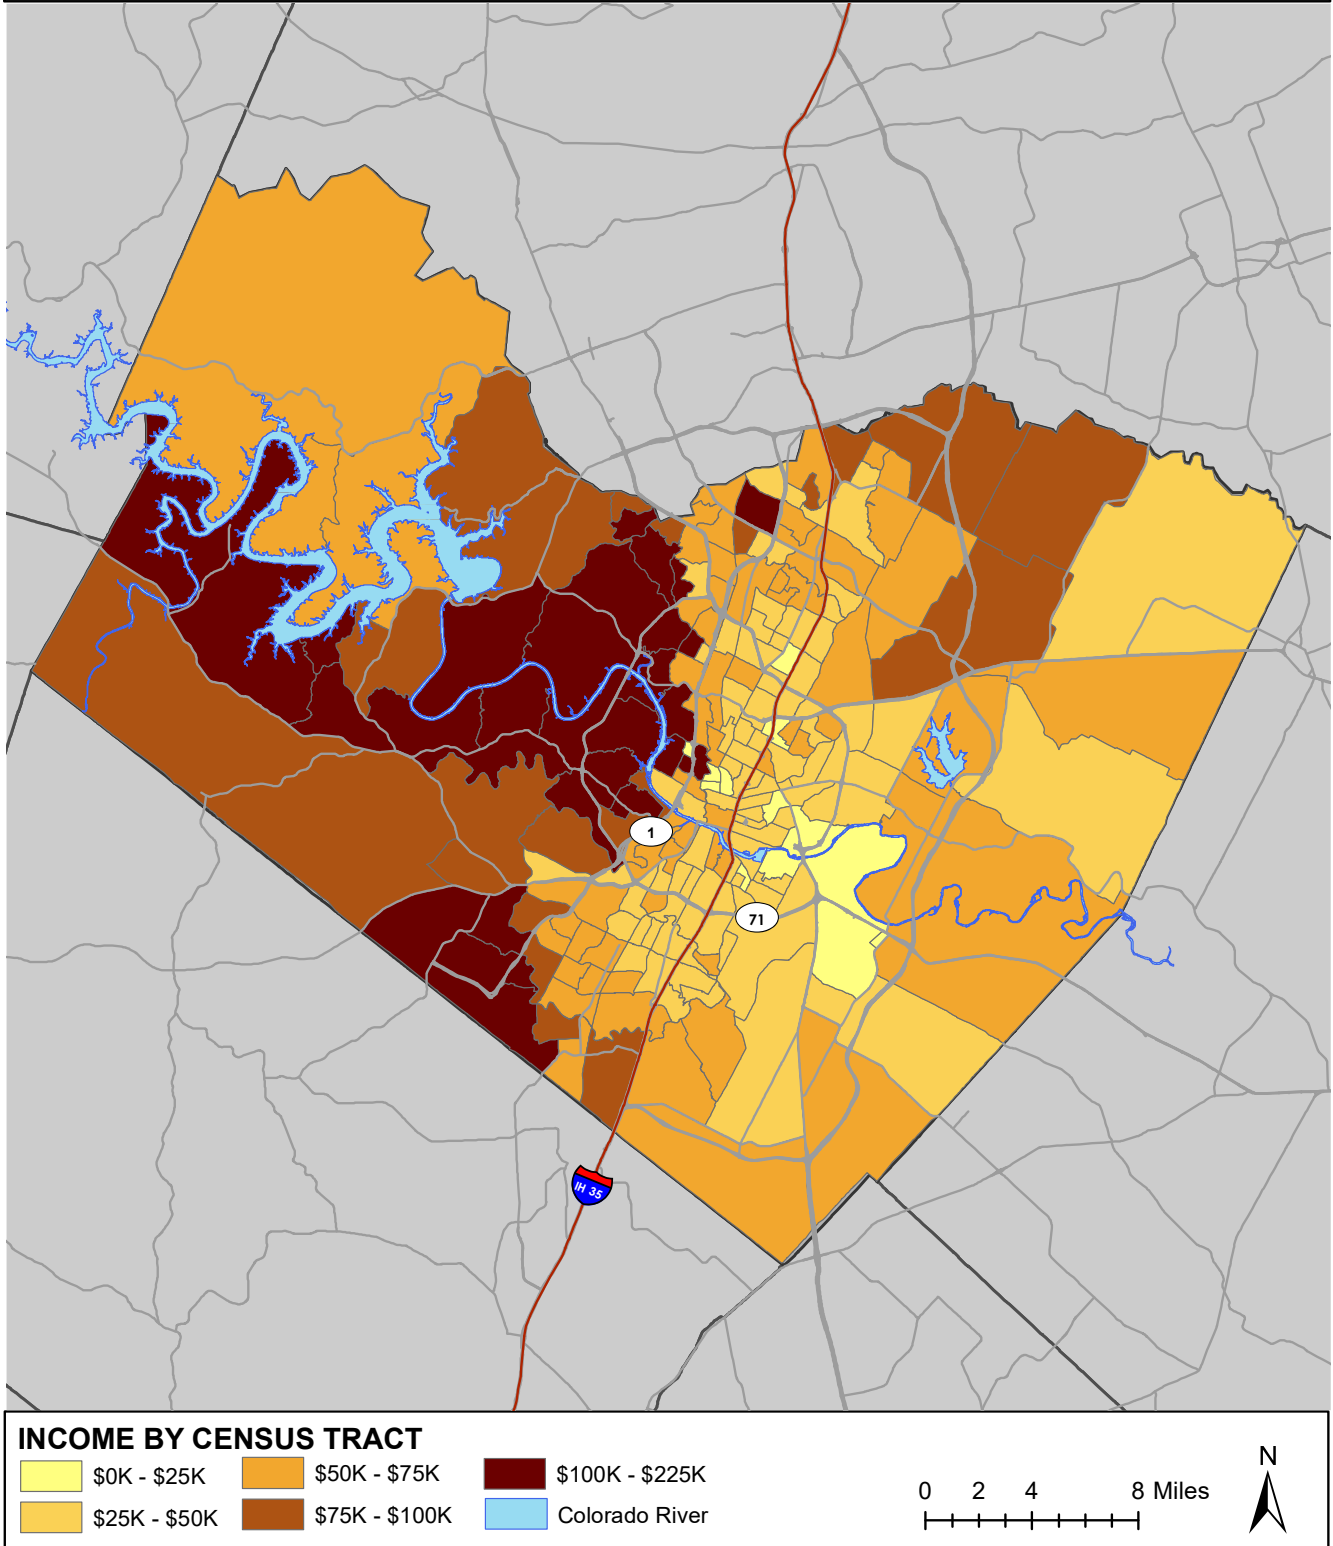 1
71
IH 35
INCOME BY CENSUS TRACT
$0K - $25K
$50K - $75K
$100K - $225K
$25K - $50K
$75K - $100K
Colorado River
0 2 4 8 Miles
N